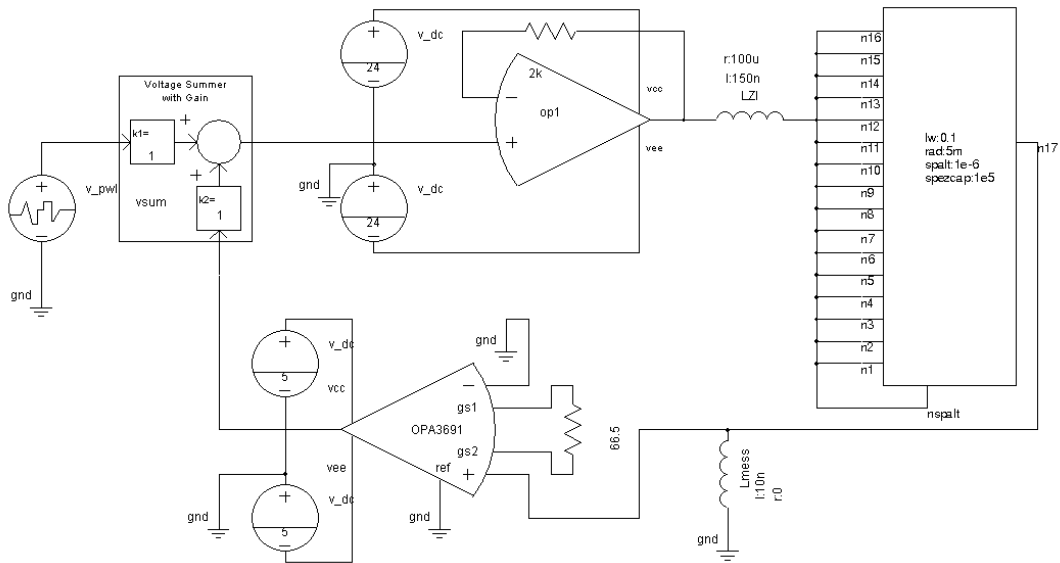 v_dc
24
Voltage Summer
with Gain
k1=
1
v_pwl
k2=
1
vsum
gnd
gnd
v_dc
24
2k
op1
vcc
vee
r:100u
l:150n
LZI
n16
n15
n14
n13
n12
n11
n10
n9
n8
n7
n6
n5
n4
n3
n2
n1
lw:0.1
rad:5m
spalt:1e-6
spezcap:1e5
n17
nspalt
v_dc
5
vcc
vee
gnd
v_dc
5
gnd
OPA3691
gs1
gs2
ref
gnd
66.5
Lmess
l:10n
r:0
gnd